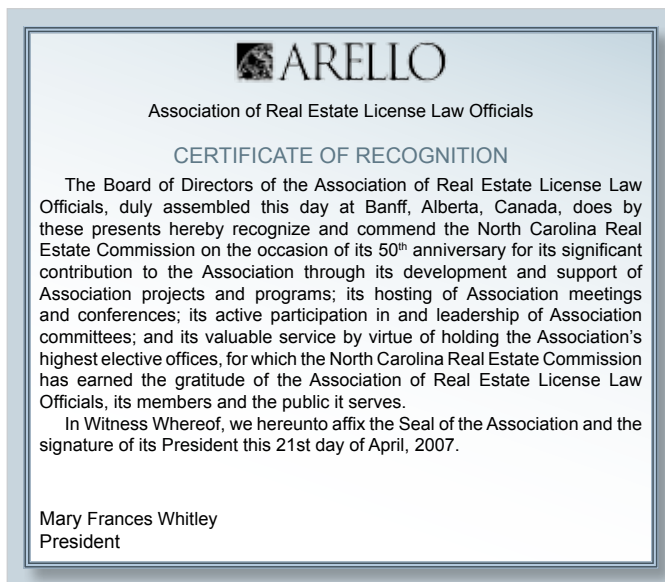 ARELLO
Association of Real Estate License Law Officials
CERTIFICATE OF RECOGNITION
The Board of Directors of the Association of Real Estate License Law
Officials, duly assembled this day at Banff, Alberta, Canada, does by
these presents hereby recognize and commend the North Carolina Real
Estate Commission on the occasion of its 50th anniversary for its significant
contribution to the Association through its development and support of
Association projects and programs; its hosting of Association meetings
and conferences; its active participation in and leadership of Association
committees; and its valuable service by virtue of holding the Association’s
highest elective offices, for which the North Carolina Real Estate Commission
has earned the gratitude of the Association of Real Estate License Law
Officials, its members and the public it serves.
In Witness Whereof, we hereunto affix the Seal of the Association and the
signature of its President this 21st day of April, 2007.
Mary Frances Whitley
President